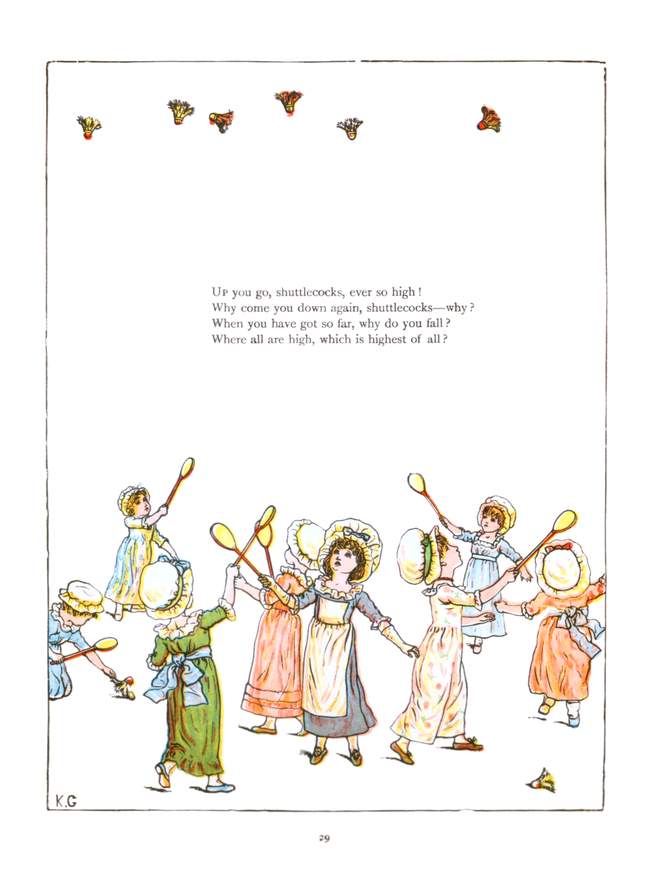 UP you go, shuttlecocks, ever so high!
Why come you down again, shuttlecocks—why?
When you have got so far, why do you fall?
Where all are high, which is highest of all?
K.G
29